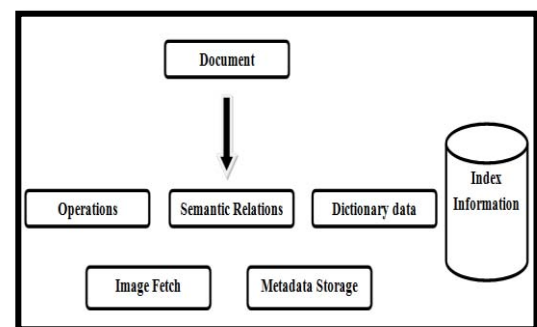 Document
Operations
Semantic Relations
Dictionary data
Index
Information
Image Fetch
Metadata Storage